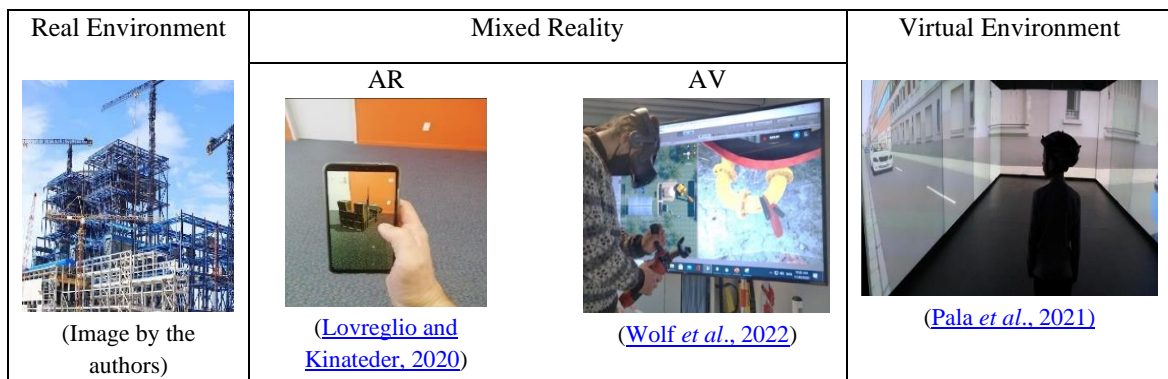 Real Environment
Mixed Reality
Virtual Environment
AR
AV
(Image by the
authors)
(Lovreglio and
Kinateder, 2020)
(Wolf et al., 2022)
(Pala et al., 2021)